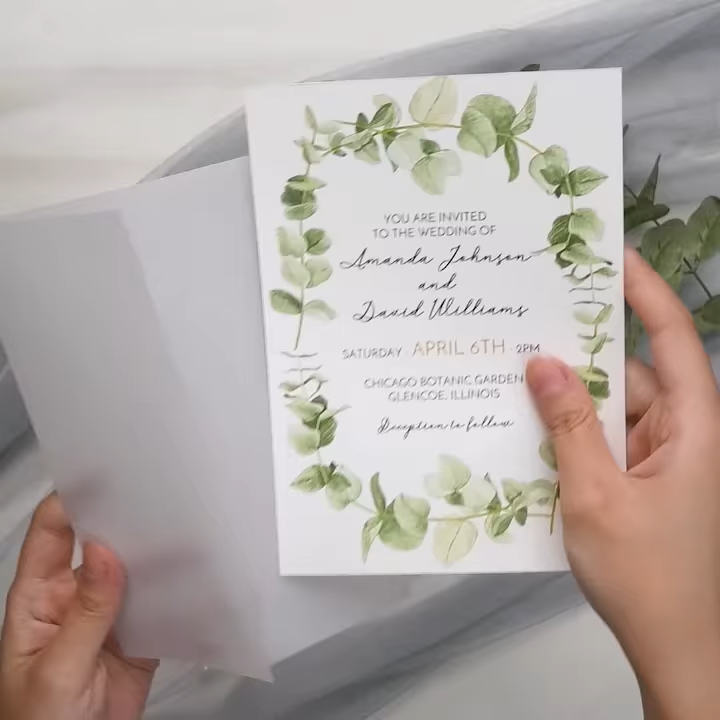 YOU ARE INVITED
TO THE WEDDING OF
Amanda Johnson
and
David Williams
SATURDAY APRIL 6TH 2PM
CHICAGO BOTANIC GARDEN
GLENCOE, ILLINOIS
Reception to follow